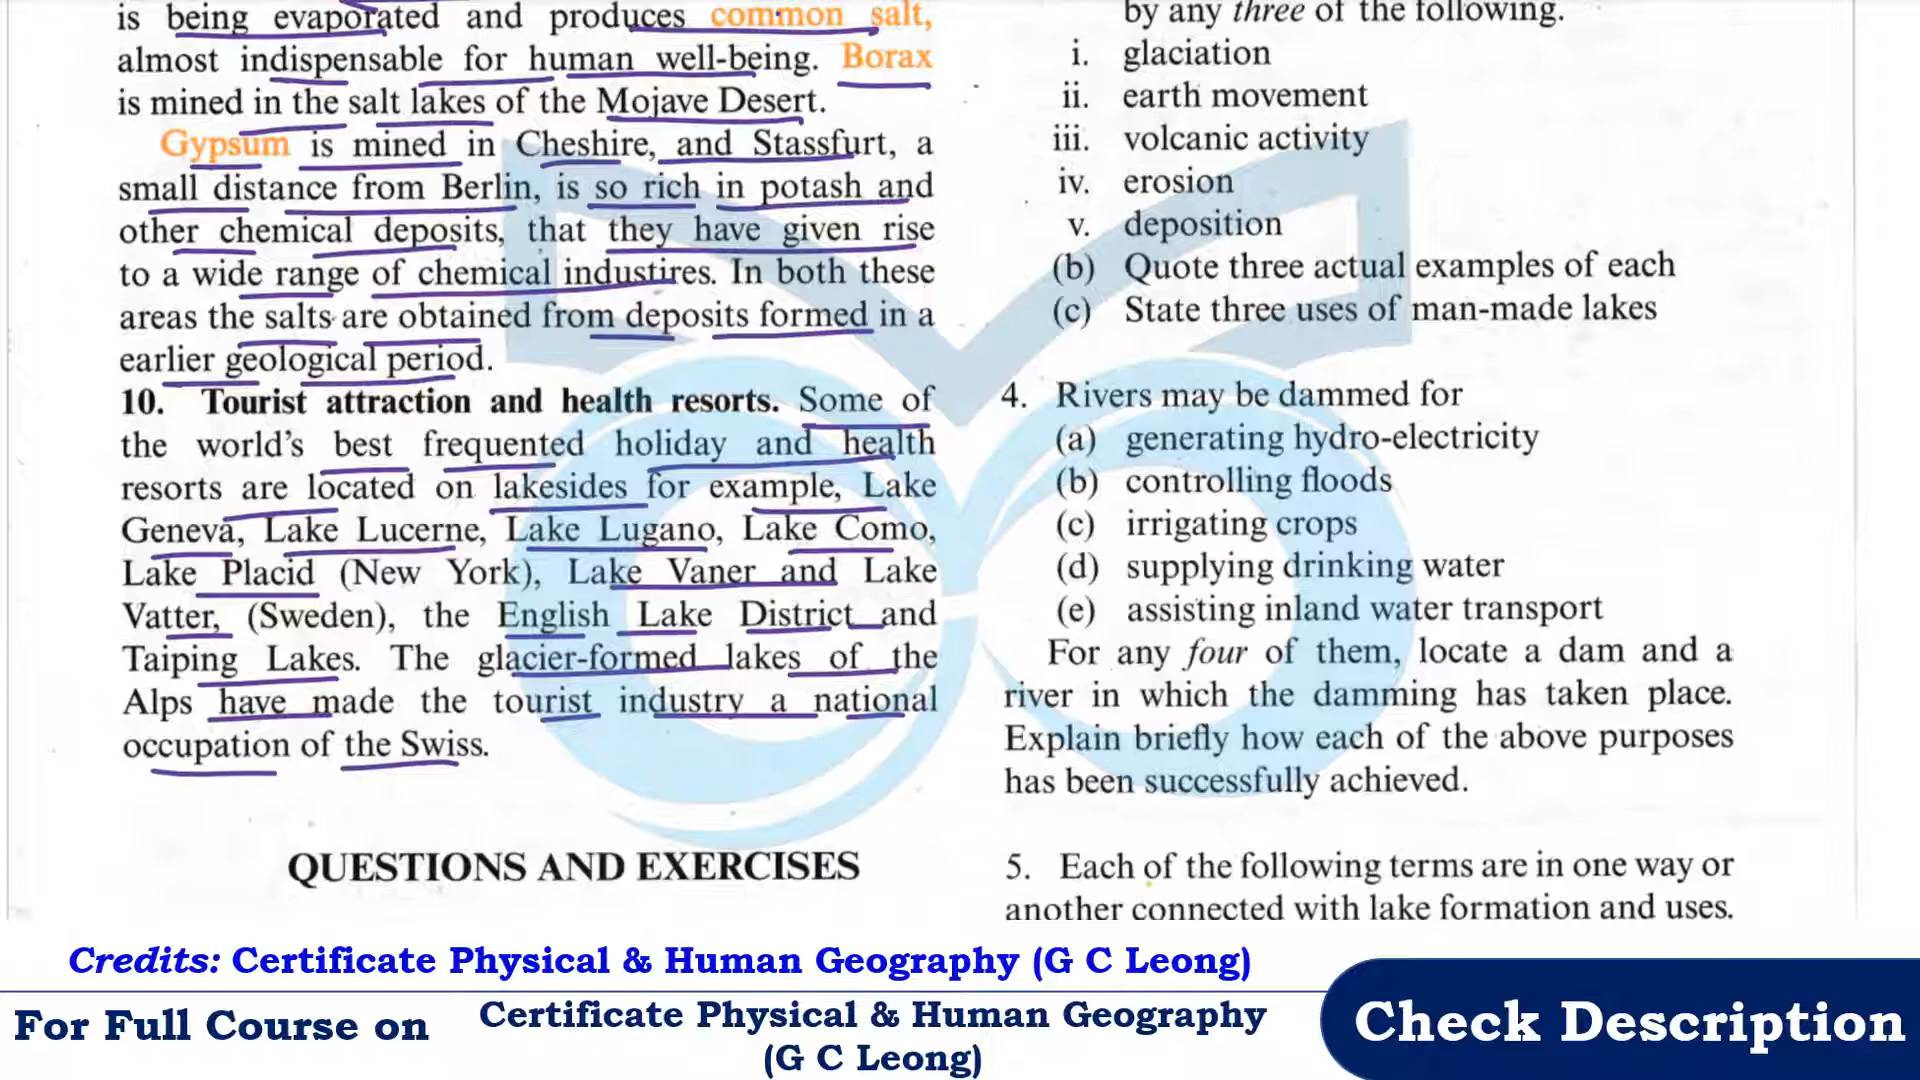 is being evaporated and produces common salt,
almost indispensable for human well-being. Borax
is mined in the salt lakes of the Mojave Desert.
Gypsum is mined in Cheshire, and Stassfurt, a
small distance from Berlin, is so rich in potash and
other chemical deposits, that they have given rise
to a wide range of chemical industires. In both these
areas the salts are obtained from deposits formed in a
earlier geological period.
10. Tourist attraction and health resorts. Some of
the world's best frequented holiday and health
resorts are located on lakesides for example, Lake
Geneva, Lake Lucerne, Lake Lugano, Lake Como,
Lake Placid (New York), Lake Vaner and Lake
Vatter, (Sweden), the English Lake District and
Taiping Lakes. The glacier-formed lakes of the
Alps have made the tourist industry a national
occupation of the Swiss.
QUESTIONS AND EXERCISES
by any three of the following.
i. glaciation
ii. earth movement
iii. volcanic activity
iv. erosion
v. deposition
(b) Quote three actual examples of each
(c) State three uses of man-made lakes
4. Rivers may be dammed for
(a) generating hydro-electricity
(b) controlling floods
(c) irrigating crops
(d) supplying drinking water
(e) assisting inland water transport
For any four of them, locate a dam and a
river in which the damming has taken place.
Explain briefly how each of the above purposes
has been successfully achieved.
5. Each of the following terms are in one way or
another connected with lake formation and uses.
Credits: Certificate Physical & Human Geography (G C Leong)
For Full Course on
Certificate Physical & Human Geography
(G C Leong)
Check Description